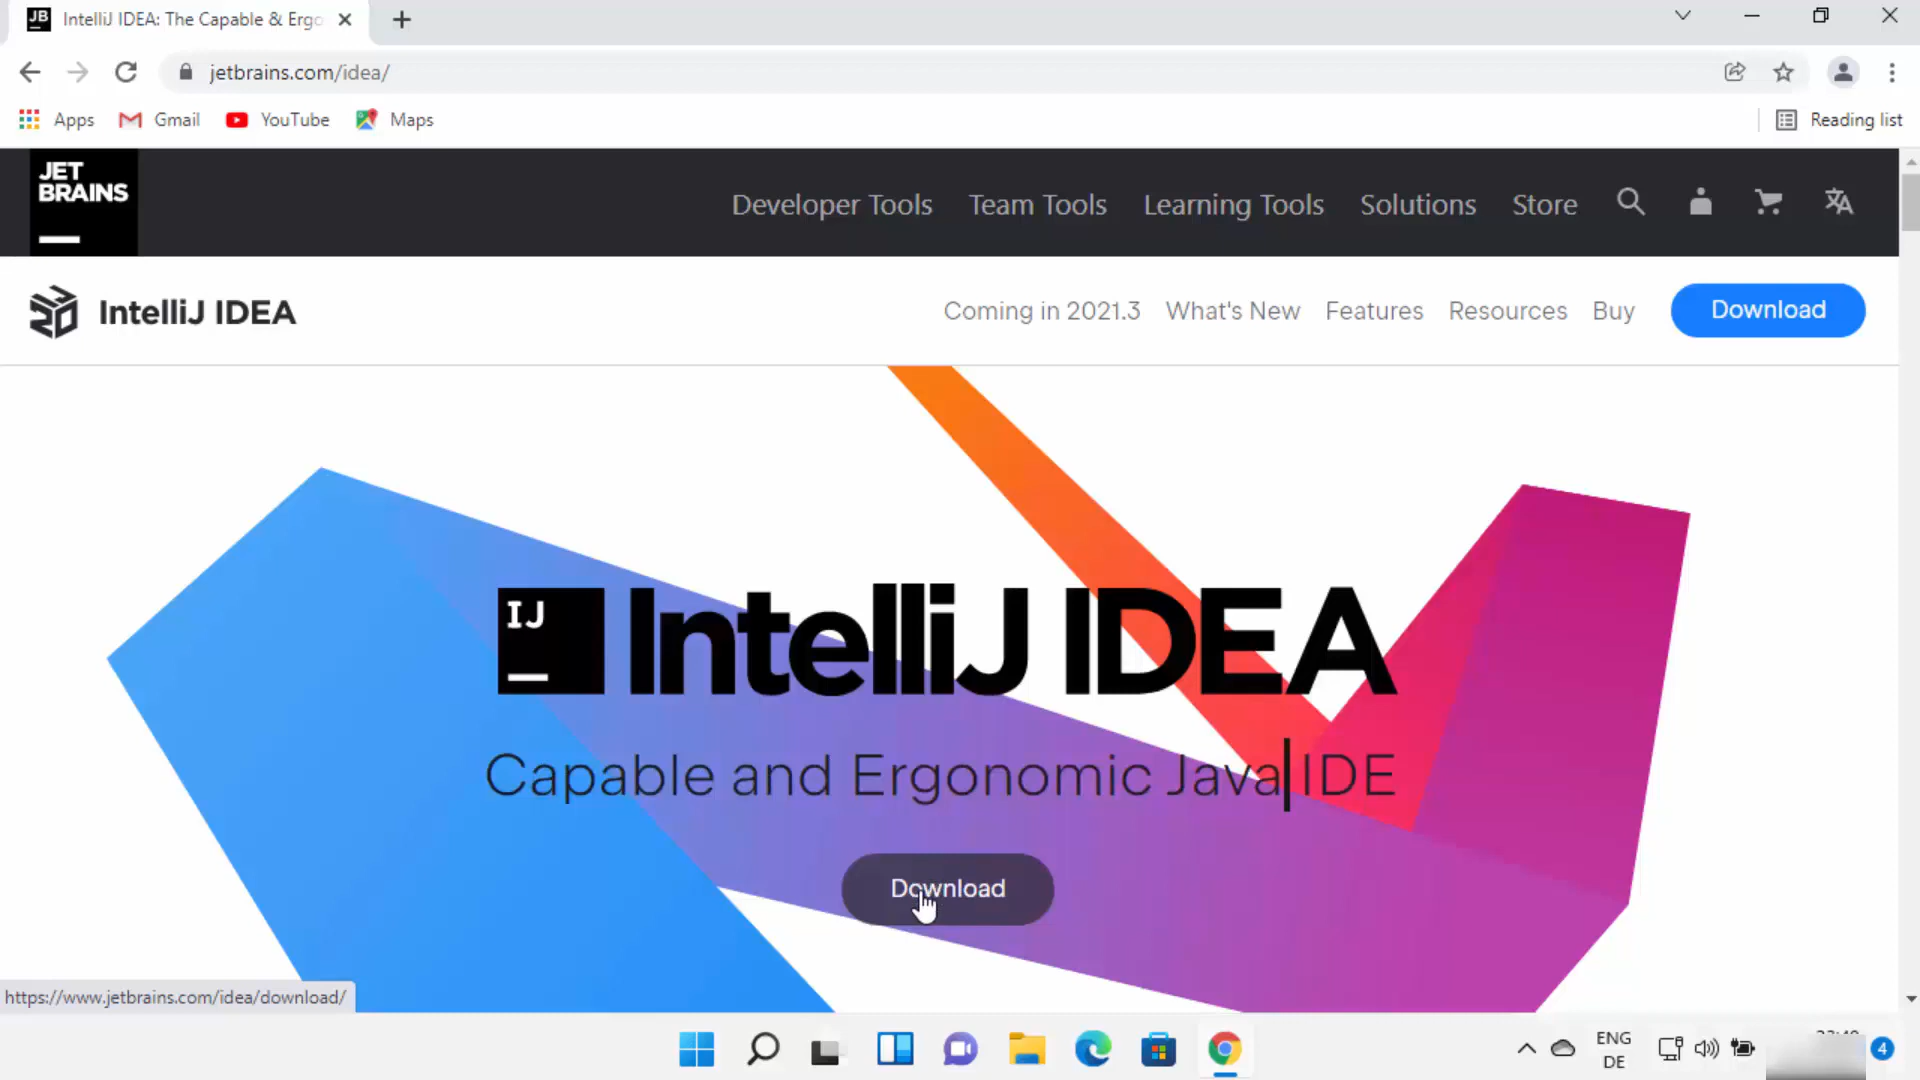 JB
IntelliJ IDEA: The Capable & Ergo
jetbrains.com/idea/
Apps
Gmail
YouTube
Maps
Reading list
JET
BRAINS
Developer Tools
Team Tools
Learning Tools
Solutions
Store
IntelliJ IDEA
Coming in 2021.3
What's New
Features
Resources
Buy
Download
IJ
IntelliJ IDEA
Capable and Ergonomic Java IDE
Download
https://www.jetbrains.com/idea/download/
ENG
DE
4